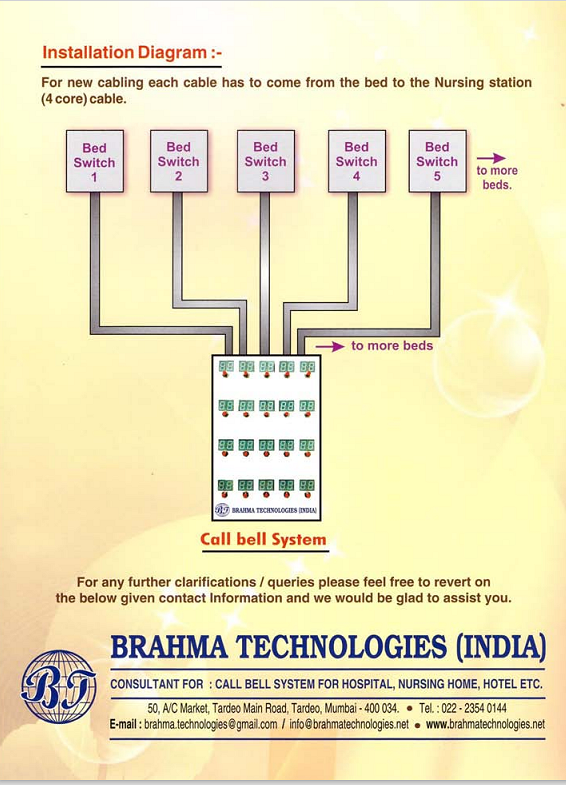 Installation Diagram :-
For new cabling each cable has to come from the bed to the Nursing station
(4 core) cable.
Bed
Switch
1
Bed
Switch
2
Bed
Switch
3
Bed
Switch
4
Bed
Switch
5
to more
beds.
to more beds
BT BRAHMA TECHNOLOGIES (INDIA)
Call bell System
For any further clarifications / queries please feel free to revert on
the below given contact Information and we would be glad to assist you.
BT
BRAHMA TECHNOLOGIES (INDIA)
CONSULTANT FOR : CALL BELL SYSTEM FOR HOSPITAL, NURSING HOME, HOTEL ETC.
50, A/C Market, Tardeo Main Road, Tardeo, Mumbai - 400 034. • Tel. : 022 - 2354 0144
E-mail : brahma.technologies@gmail.com / info@brahmatechnologies.net • www.brahmatechnologies.net